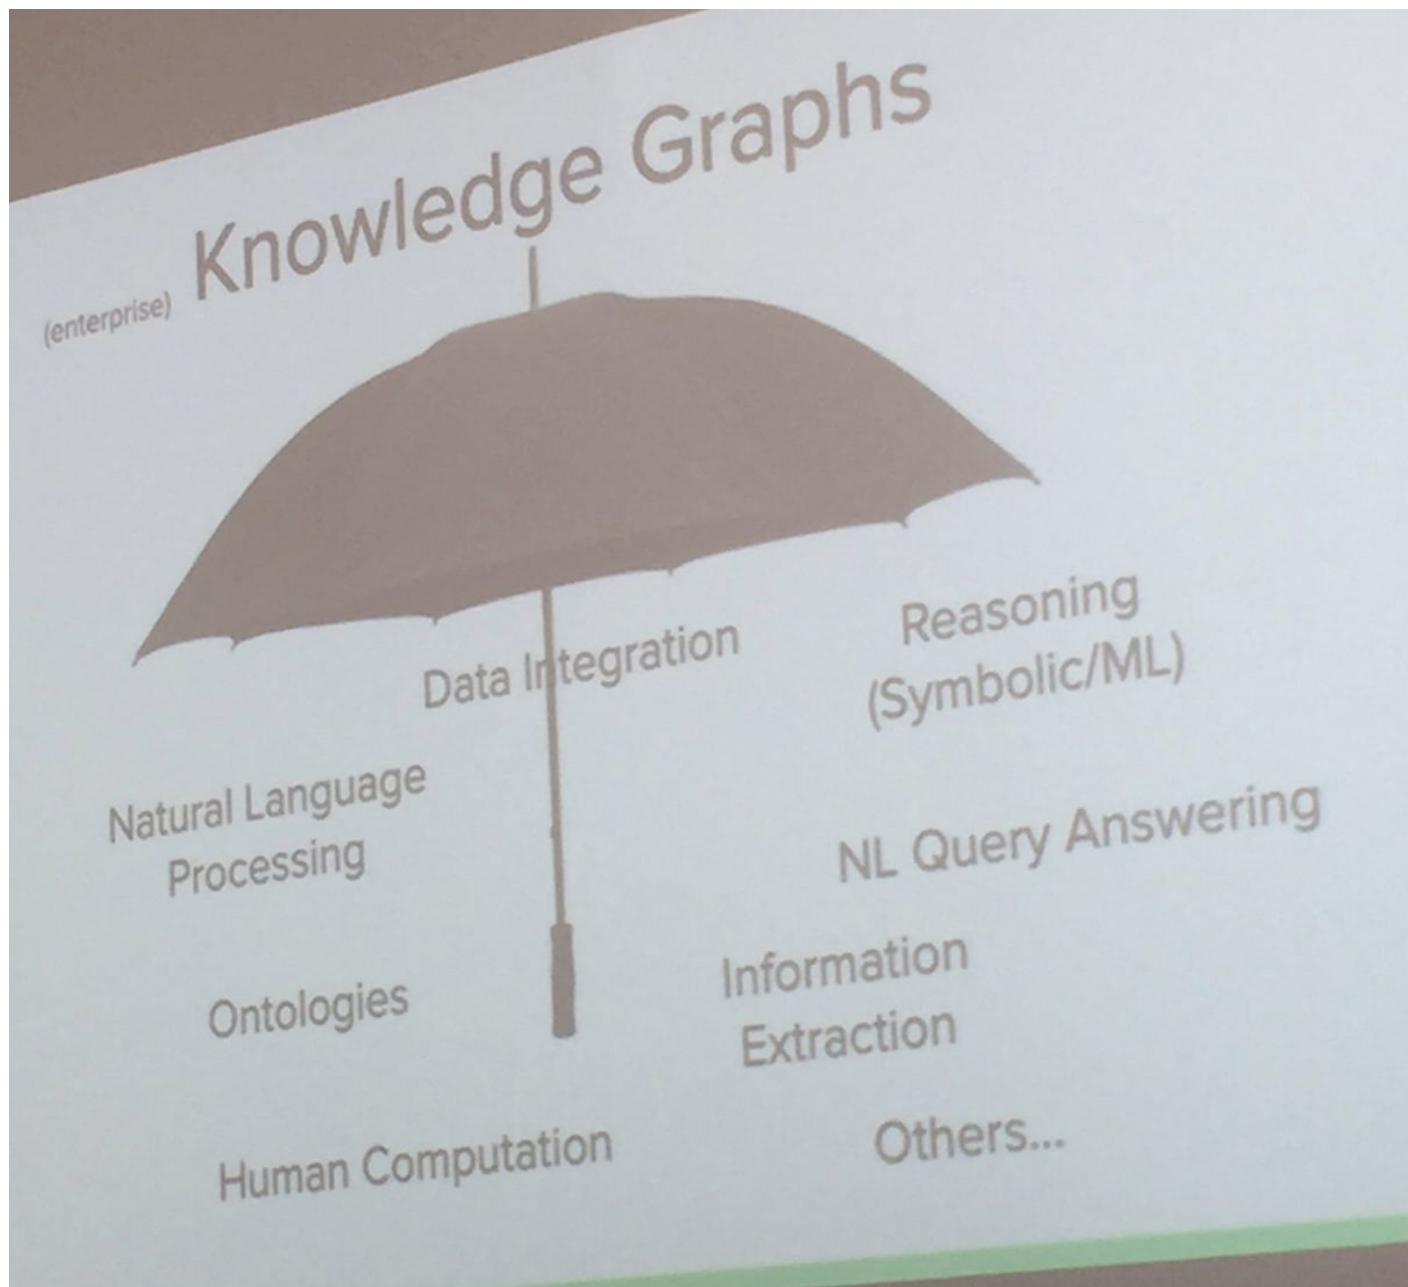 (enterprise) Knowledge Graphs
Data Integration
Reasoning
(Symbolic/ML)
Natural Language
Processing
NL Query Answering
Ontologies
Information
Extraction
Human Computation
Others...